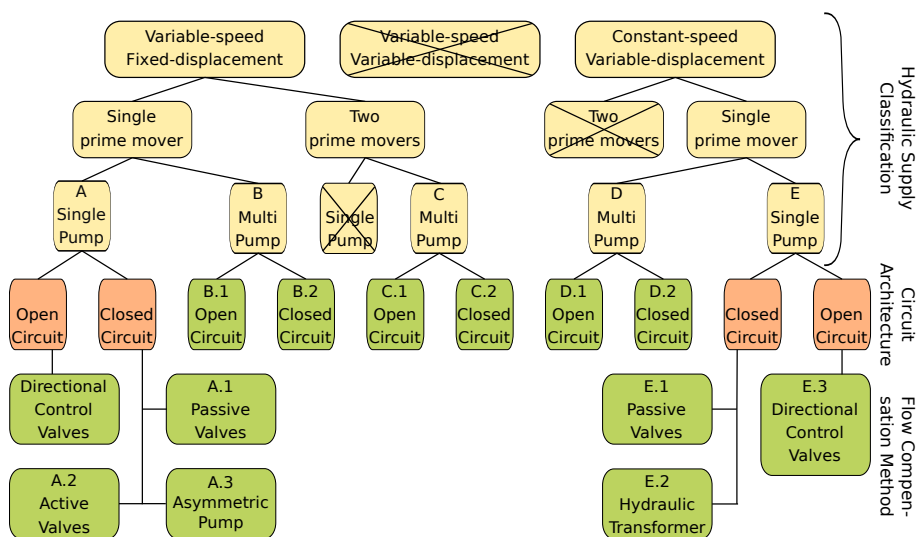 Variable-speed
Fixed-displacement
Variable-speed
Variable-displacement
Constant-speed
Variable-displacement
Single
prime mover
Two
prime movers
Two
prime movers
Single
prime mover
A
Single
Pump
B
Multi
Pump
Single
Pump
C
Multi
Pump
D
Multi
Pump
E
Single
Pump
Hydraulic Supply
Classification
Open
Circuit
Closed
Circuit
B.1
Open
Circuit
B.2
Closed
Circuit
C.1
Open
Circuit
C.2
Closed
Circuit
D.1
Open
Circuit
D.2
Closed
Circuit
Closed
Circuit
Open
Circuit
Circuit
Architecture
Directional
Control
Valves
A.1
Passive
Valves
E.1
Passive
Valves
E.3
Directional
Control
Valves
A.2
Active
Valves
A.3
Asymmetric
Pump
E.2
Hydraulic
Transformer
Flow Compen-
sation Method